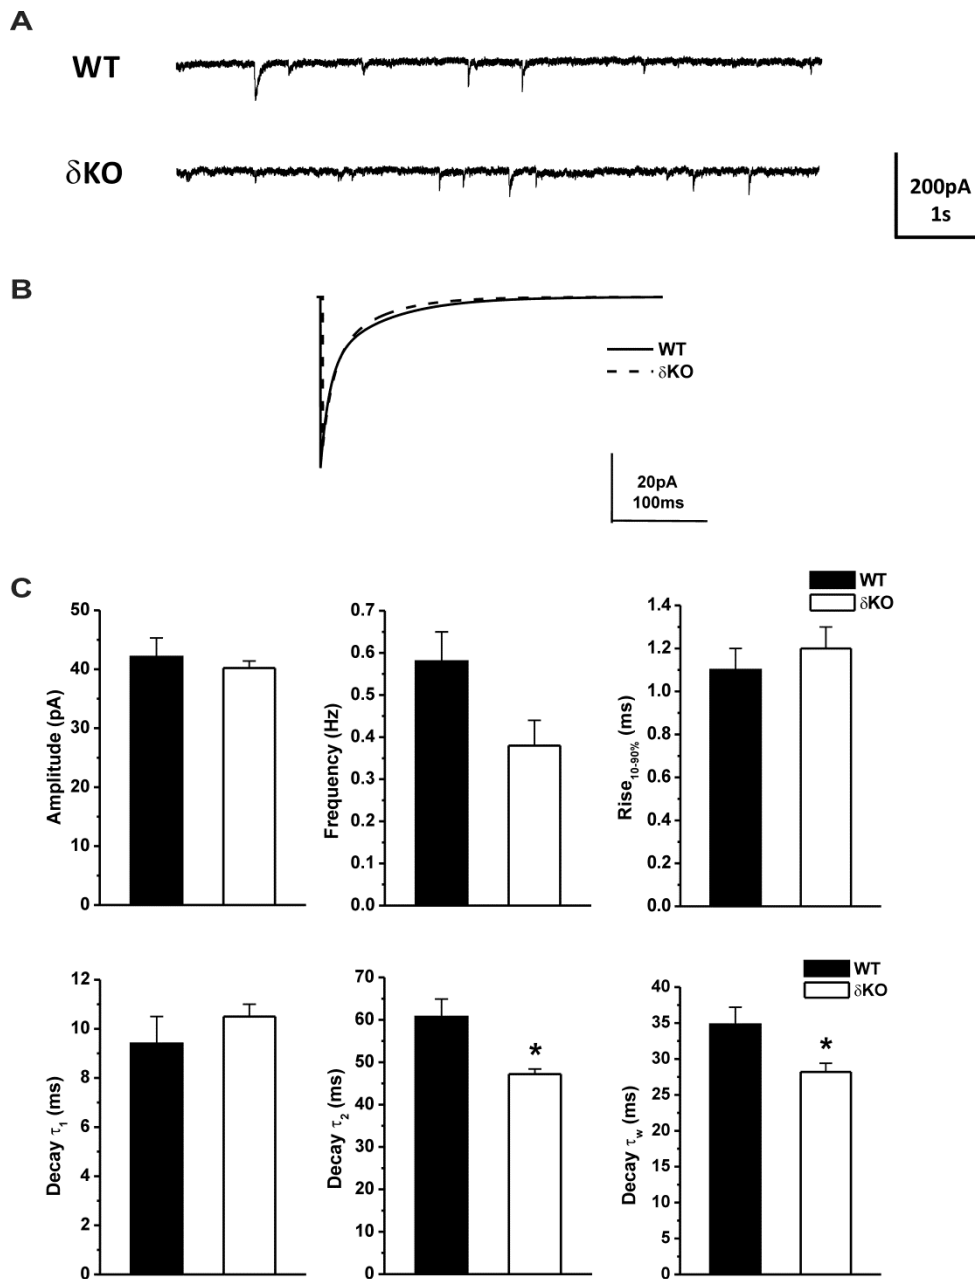 A
WT
δKO
200pA
1s
B
WT
δKO
20pA
100ms
C
WT
δKO
50
40
30
20
10
0
Amplitude (pA)
0.7
0.6
0.5
0.4
0.3
0.2
0.1
0.0
Frequency (Hz)
1.4
1.2
1.0
0.8
0.6
0.4
0.2
0.0
Rise10-90% (ms)
WT
δKO
12
10
8
6
4
2
0
Decay τ1 (ms)
70
60
50
40
30
20
10
0
Decay τ2 (ms)
*
40
35
30
25
20
15
10
5
0
Decay τw (ms)
*